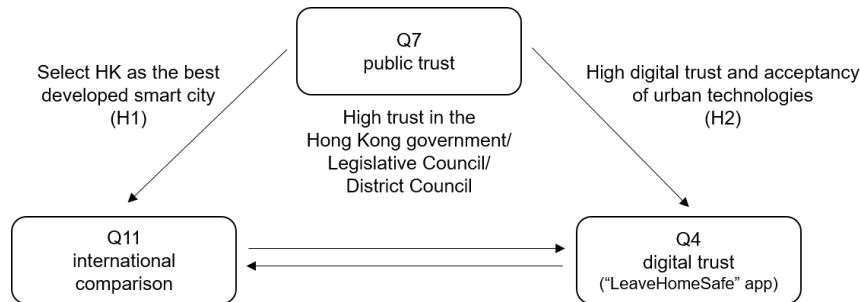 Q7
public trust
Select HK as the best
developed smart city
(H1)
High digital trust and acceptancy
of urban technologies
(H2)
High trust in the
Hong Kong government/
Legislative Council/
District Council
Q11
international
comparison
Q4
digital trust
(“LeaveHomeSafe” app)